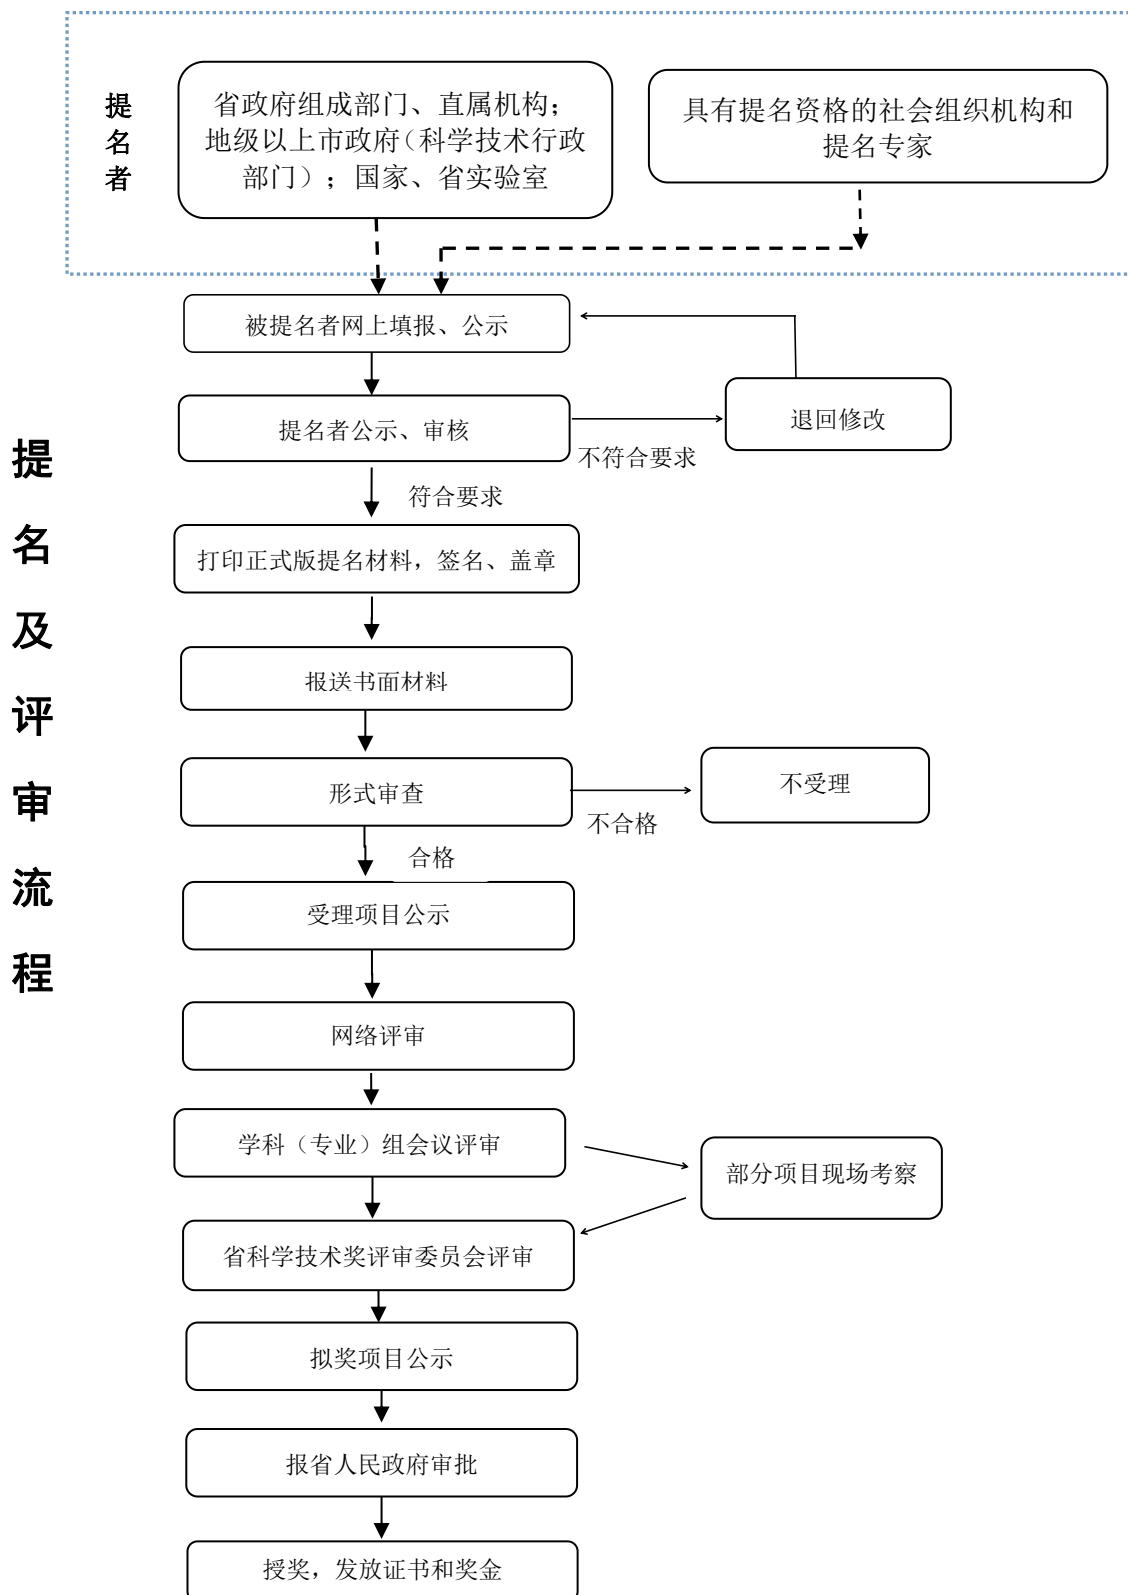 提名者
省政府组成部门、直属机构；
地级以上市政府（科学技术行政
部门）；国家、省实验室
具有提名资格的社会组织机构和
提名专家
提名及评审流程
被提名者网上填报、公示
提名者公示、审核
不符合要求
退回修改
符合要求
打印正式版提名材料，签名、盖章
报送书面材料
形式审查
不合格
不受理
合格
受理项目公示
网络评审
学科（专业）组会议评审
部分项目现场考察
省科学技术奖评审委员会评审
拟奖项目公示
报省人民政府审批
授奖，发放证书和奖金